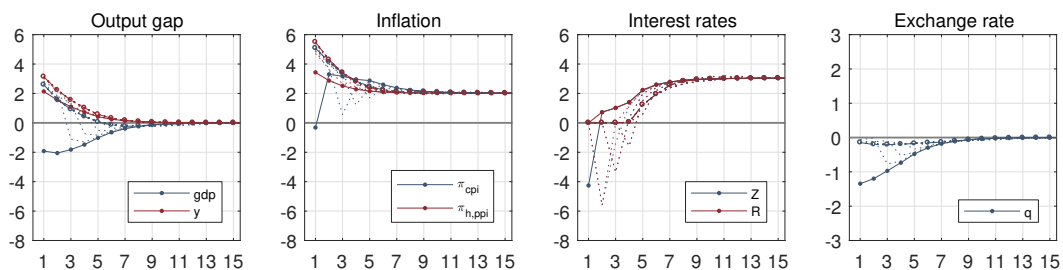 Output gap
6
4
2
0
-2
-4
-6
-8
1 3 5 7 9 11 13 15
gdp
y
Inflation
6
4
2
0
-2
-4
-6
-8
1 3 5 7 9 11 13 15
π_cpi
π_h,ppi
Interest rates
6
4
2
0
-2
-4
-6
-8
1 3 5 7 9 11 13 15
Z
R
Exchange rate
3
2
1
0
-1
-2
-3
1 3 5 7 9 11 13 15
q